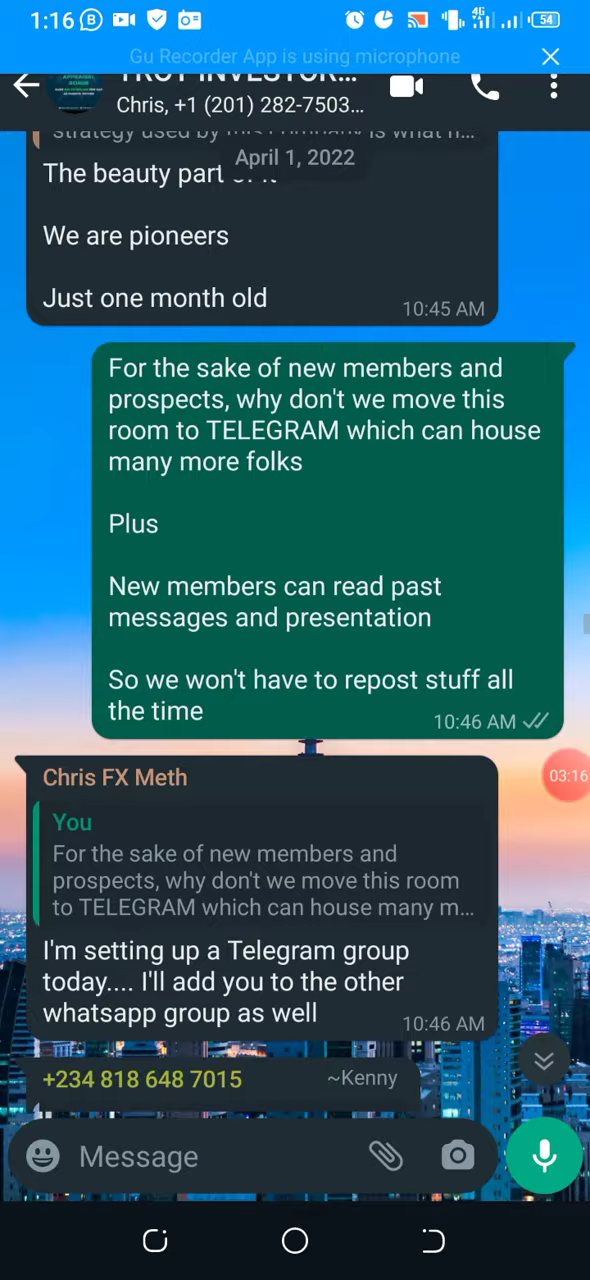 1:16
4G
54
Gu Recorder App is using microphone
Chris, +1 (201) 282-7503...
April 1, 2022
The beauty part
We are pioneers
Just one month old
10:45 AM
For the sake of new members and
prospects, why don't we move this
room to TELEGRAM which can house
many more folks
Plus
New members can read past
messages and presentation
So we won't have to repost stuff all
the time
10:46 AM
Chris FX Meth
03:16
You
For the sake of new members and
prospects, why don't we move this room
to TELEGRAM which can house many m...
I'm setting up a Telegram group
today.... I'll add you to the other
whatsapp group as well
10:46 AM
+234 818 648 7015
~Kenny
Message